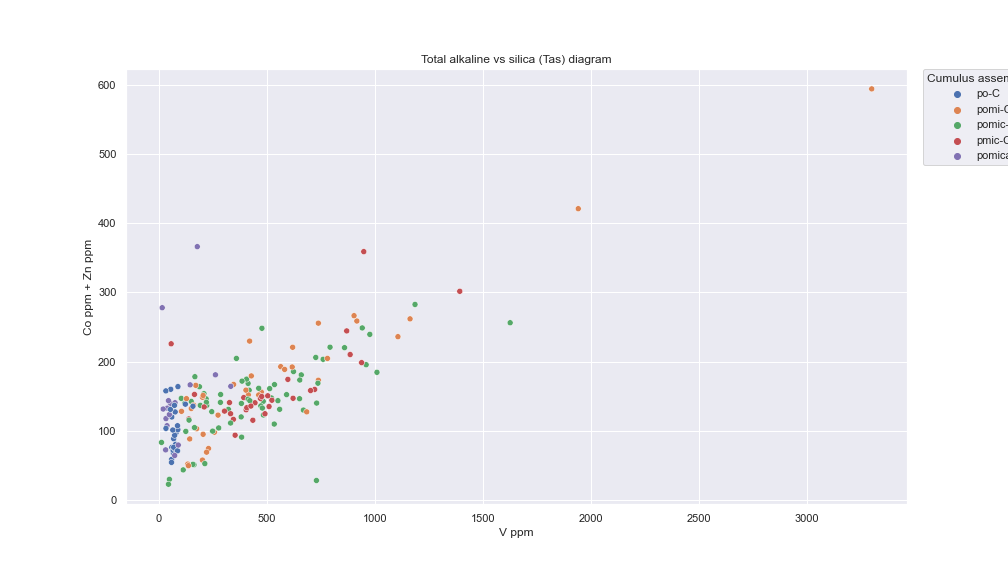 Total alkaline vs silica (Tas) diagram
Cumulus assem
po-C
pomi-C
pomic-
pmic-C
pomica
600
500
400
300
200
100
0
Co ppm + Zn ppm
0 500 1000 1500 2000 2500 3000
V ppm